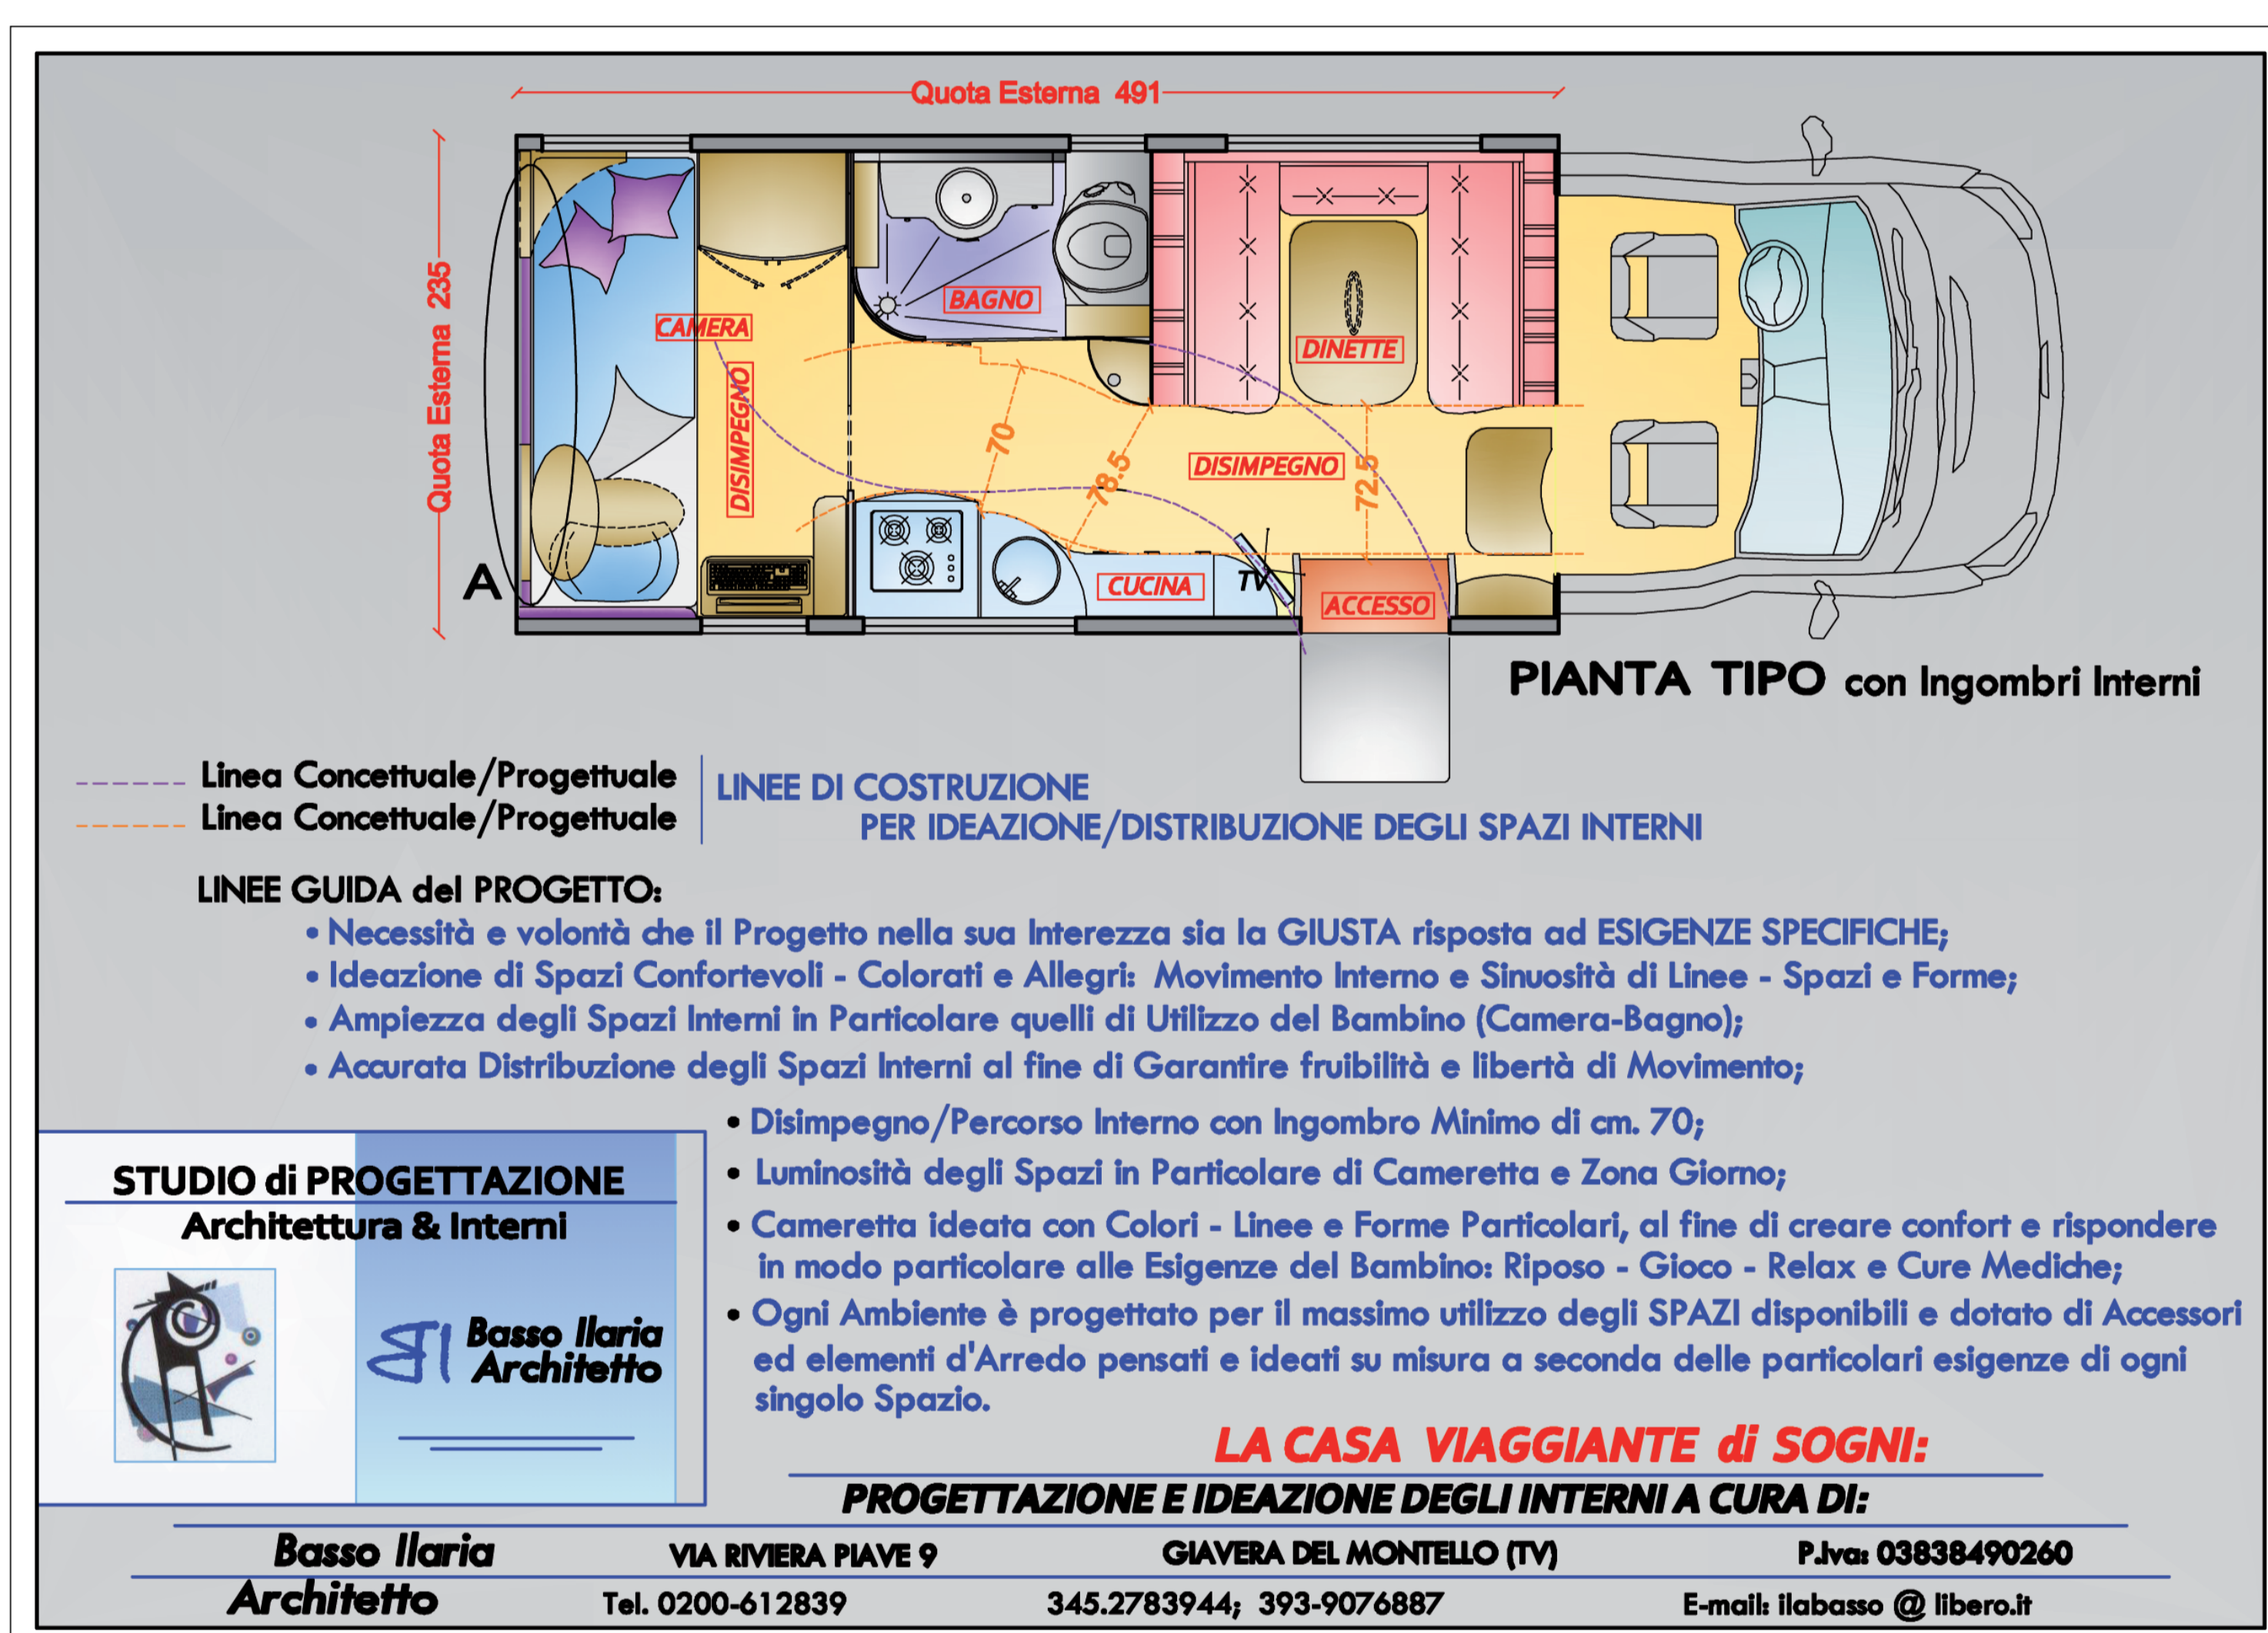 Quota Esterna 491
Quota Esterna 235
CAMERA
DISIMPEGNO
BAGNO
DINETTE
70
78.5
DISIMPEGNO
72.5
CUCINA
TV
ACCESSO
A
PIANTA TIPO con Ingombri Interni
Linea Concettuale/Progettuale
Linea Concettuale/Progettuale
LINEE DI COSTRUZIONE
PER IDEAZIONE/DISTRIBUZIONE DEGLI SPAZI INTERNI
LINEE GUIDA del PROGETTO:
• Necessità e volontà che il Progetto nella sua Interezza sia la GIUSTA risposta ad ESIGENZE SPECIFICHE;
• Ideazione di Spazi Confortevoli - Colorati e Allegri: Movimento Interno e Sinuosità di Linee - Spazi e Forme;
• Ampiezza degli Spazi Interni in Particolare quelli di Utilizzo del Bambino (Camera-Bagno);
• Accurata Distribuzione degli Spazi Interni al fine di Garantire fruibilità e libertà di Movimento;
• Disimpegno/Percorso Interno con Ingombro Minimo di cm. 70;
• Luminosità degli Spazi in Particolare di Cameretta e Zona Giorno;
• Cameretta ideata con Colori - Linee e Forme Particolari, al fine di creare confort e rispondere
in modo particolare alle Esigenze del Bambino: Riposo - Gioco - Relax e Cure Mediche;
• Ogni Ambiente è progettato per il massimo utilizzo degli SPAZI disponibili e dotato di Accessori
ed elementi d'Arredo pensati e ideati su misura a seconda delle particolari esigenze di ogni
singolo Spazio.
STUDIO di PROGETTAZIONE
Architettura & Interni
BI Basso Ilaria
Architetto
LA CASA VIAGGIANTE di SOGNI:
PROGETTAZIONE E IDEAZIONE DEGLI INTERNI A CURA DI:
Basso Ilaria VIA RIVIERA PIAVE 9 GIAVERA DEL MONTELLO (TV) P.Iva: 03838490260
Architetto Tel. 0200-612839 345.2783944; 393-9076887 E-mail: ilabasso @ libero.it